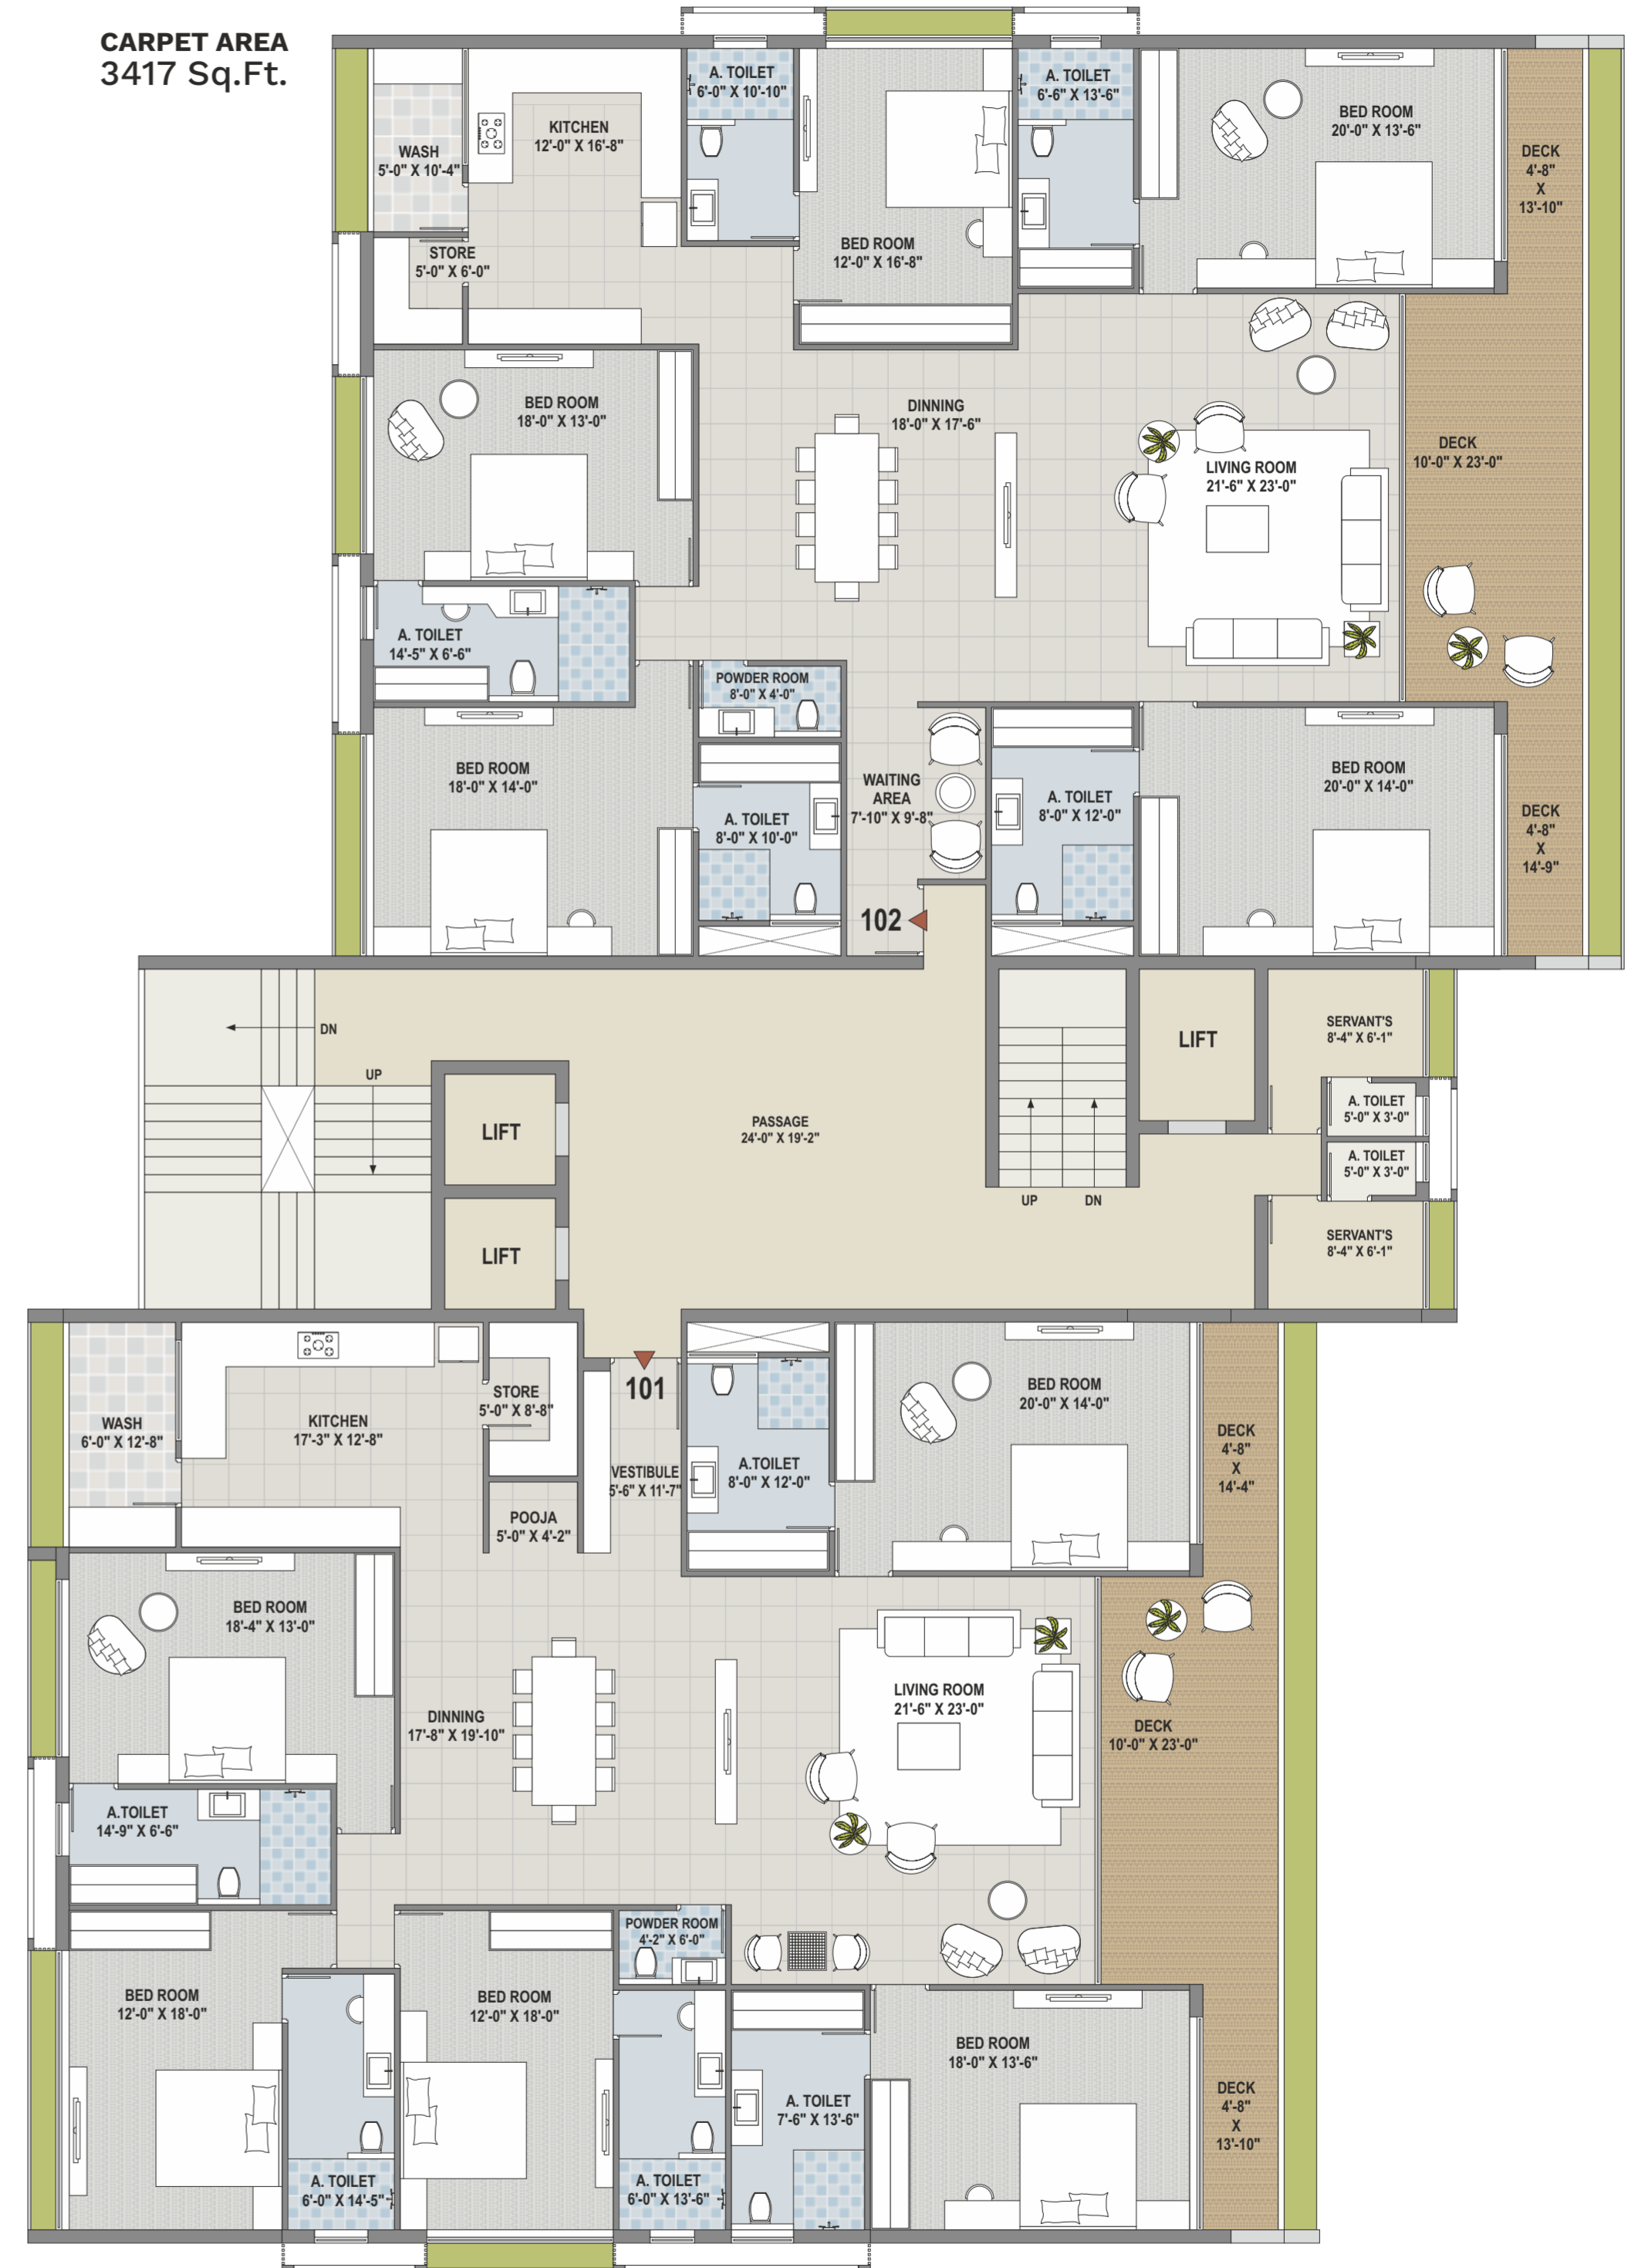 CARPET AREA
3417 Sq.Ft.
A. TOILET
6'-0" X 10'-10"
A. TOILET
6'-6" X 13'-6"
BED ROOM
20'-0" X 13'-6"
KITCHEN
12'-0" X 16'-8"
WASH
5'-0" X 10'-4"
DECK
4'-8"
X
13'-10"
STORE
5'-0" X 6'-0"
BED ROOM
12'-0" X 16'-8"
BED ROOM
18'-0" X 13'-0"
DINNING
18'-0" X 17'-6"
LIVING ROOM
21'-6" X 23'-0"
DECK
10'-0" X 23'-0"
A. TOILET
14'-5" X 6'-6"
POWDER ROOM
8'-0" X 4'-0"
BED ROOM
18'-0" X 14'-0"
WAITING
AREA
7'-10" X 9'-8"
A. TOILET
8'-0" X 12'-0"
BED ROOM
20'-0" X 14'-0"
A. TOILET
8'-0" X 10'-0"
DECK
4'-8"
X
14'-9"
102
DN
UP
LIFT
LIFT
PASSAGE
24'-0" X 19'-2"
UP
DN
LIFT
SERVANT'S
8'-4" X 6'-1"
A. TOILET
5'-0" X 3'-0"
A. TOILET
5'-0" X 3'-0"
SERVANT'S
8'-4" X 6'-1"
101
WASH
6'-0" X 12'-8"
KITCHEN
17'-3" X 12'-8"
STORE
5'-0" X 8'-8"
VESTIBULE
5'-6" X 11'-7"
A.TOILET
8'-0" X 12'-0"
BED ROOM
20'-0" X 14'-0"
DECK
4'-8"
X
14'-4"
POOJA
5'-0" X 4'-2"
BED ROOM
18'-4" X 13'-0"
DINNING
17'-8" X 19'-10"
LIVING ROOM
21'-6" X 23'-0"
DECK
10'-0" X 23'-0"
A.TOILET
14'-9" X 6'-6"
POWDER ROOM
4'-2" X 6'-0"
BED ROOM
12'-0" X 18'-0"
BED ROOM
12'-0" X 18'-0"
BED ROOM
18'-0" X 13'-6"
A. TOILET
7'-6" X 13'-6"
DECK
4'-8"
X
13'-10"
A. TOILET
6'-0" X 14'-5"
A. TOILET
6'-0" X 13'-6"